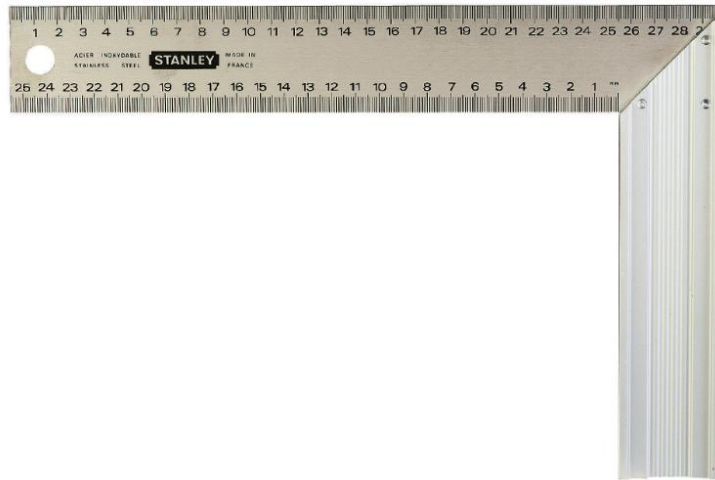 1 2 3 4 5 6 7 8 9 10 11 12 13 14 15 16 17 18 19 20 21 22 23 24 25 26 27 28
ACIER INOXYDABLE STANLEY MADE IN
STAINLESS STEEL FRANCE
25 24 23 22 21 20 19 18 17 16 15 14 13 12 11 10 9 8 7 6 5 4 3 2 1